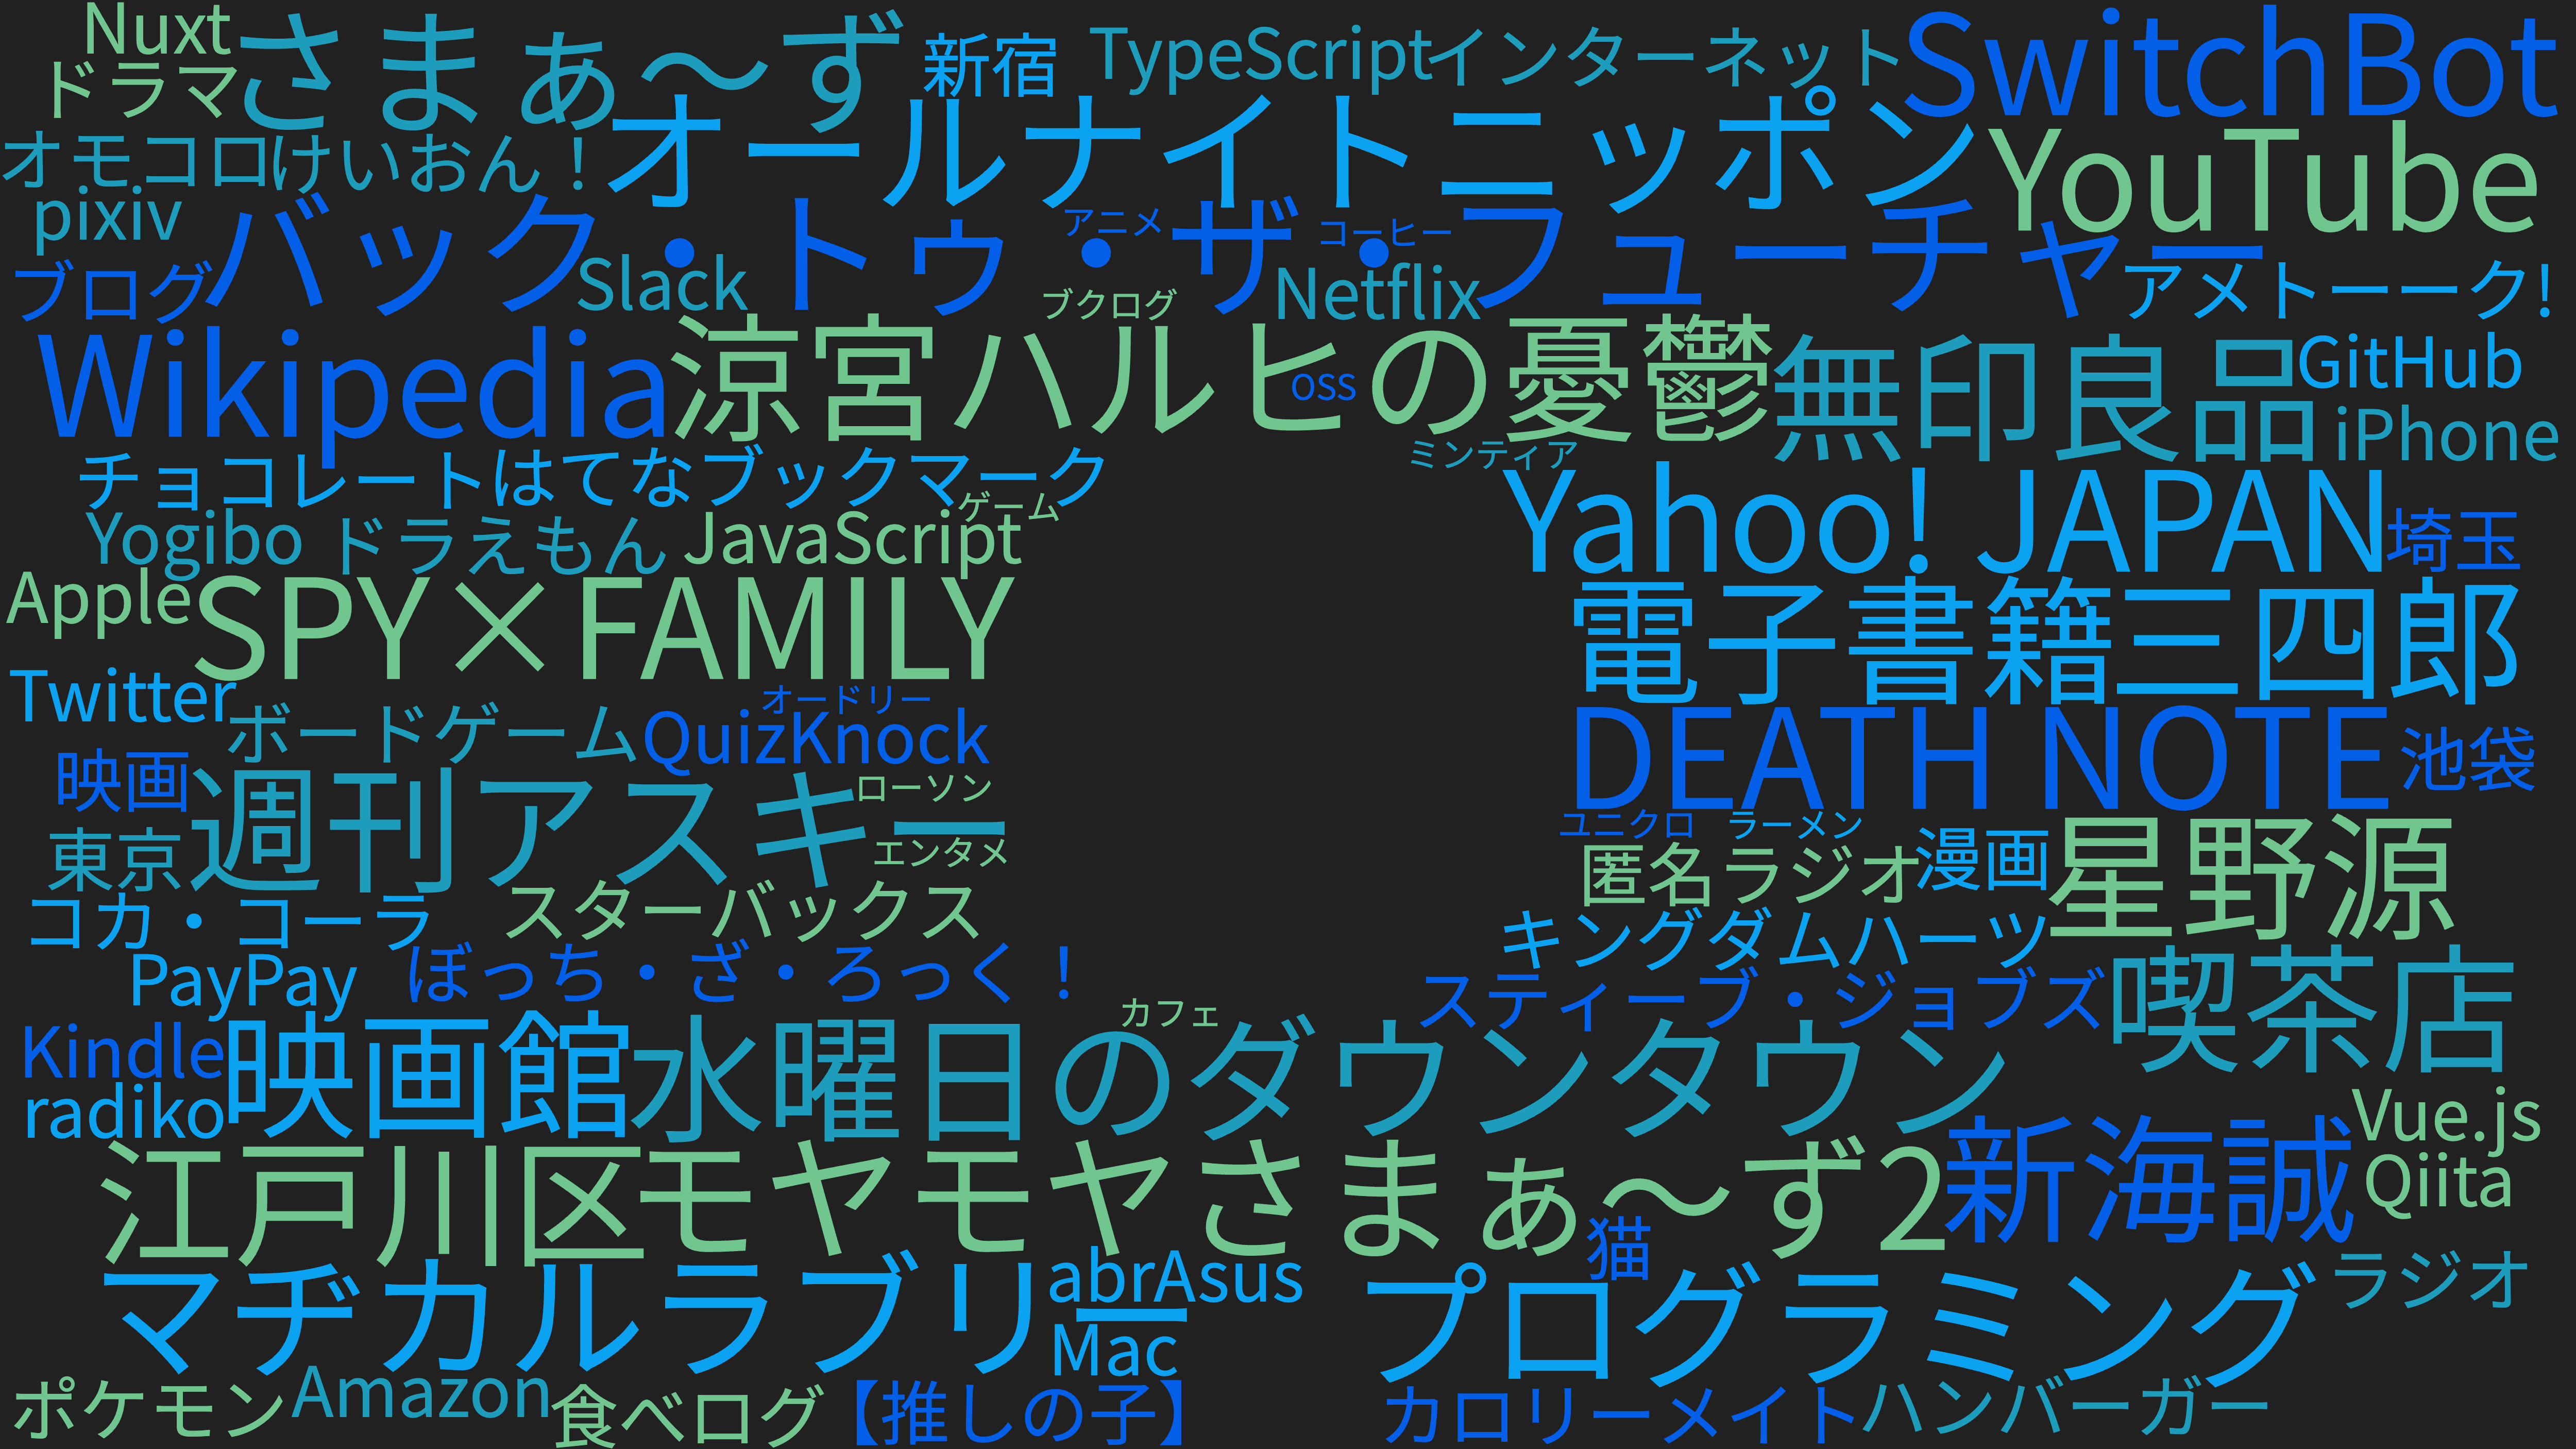 Nuxt
さまぁ〜ず
新宿
TypeScript
インターネット
SwitchBot
ドラマ
オモコロ
けいおん！
オールナイトニッポン
YouTube
pixiv
バック・トゥ・ザ・フューチャー
アニメ
コーヒー
ブログ
Slack
ブクログ
Netflix
アメトーーク!
Wikipedia
涼宮ハルヒの憂鬱
oss
無印良品
GitHub
iPhone
チョコレート
はてなブックマーク
ミンティア
ゲーム
Yahoo! JAPAN
埼玉
Yogibo
ドラえもん
JavaScript
Apple
SPY×FAMILY
電子書籍
三四郎
Twitter
ボードゲーム
オードリー
QuizKnock
DEATH NOTE
池袋
映画
週刊アスキー
ローソン
ユニクロ
ラーメン
東京
エンタメ
匿名ラジオ
漫画
星野源
コカ・コーラ
スターバックス
キングダムハーツ
PayPay
ぼっち・ざ・ろっく！
スティーブ・ジョブズ
喫茶店
カフェ
Kindle
映画館
水曜日のダウンタウン
radiko
Vue.js
江戸川区
モヤモヤさまぁ〜ず2
新海誠
Qiita
猫
マヂカルラブリー
abrAsus
プログラミング
ラジオ
Mac
ポケモン
Amazon
食べログ
【推しの子】
カロリーメイト
ハンバーガー